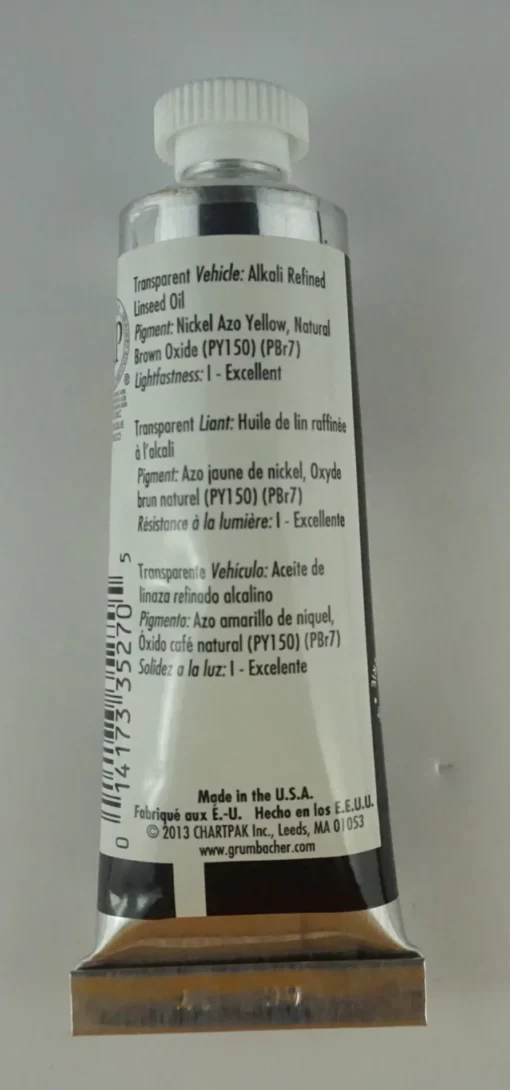 Transparent Vehicle: Alkali Refined
Linseed Oil
Pigment: Nickel Azo Yellow, Natural
Brown Oxide (PY150) (PBr7)
Lightfastness: I - Excellent
Transparent Liant: Huile de lin raffinée
à l'alcali
Pigment: Azo jaune de nickel, Oxyde
brun naturel (PY150) (PBr7)
Résistance à la lumière: I - Excellente
Transparente Vehículo: Aceite de
linaza refinado alcalino
Pigmento: Azo amarillo de niquel,
Óxido café natural (PY150) (PBr7)
Solidez a la luz: I - Excelente
0 14173 35270 5
Made in the U.S.A.
Fabriqué aux É.-U. Hecho en los E.E.U.U.
© 2013 CHARTPAK Inc., Leeds, MA 01053
www.grumbacher.com